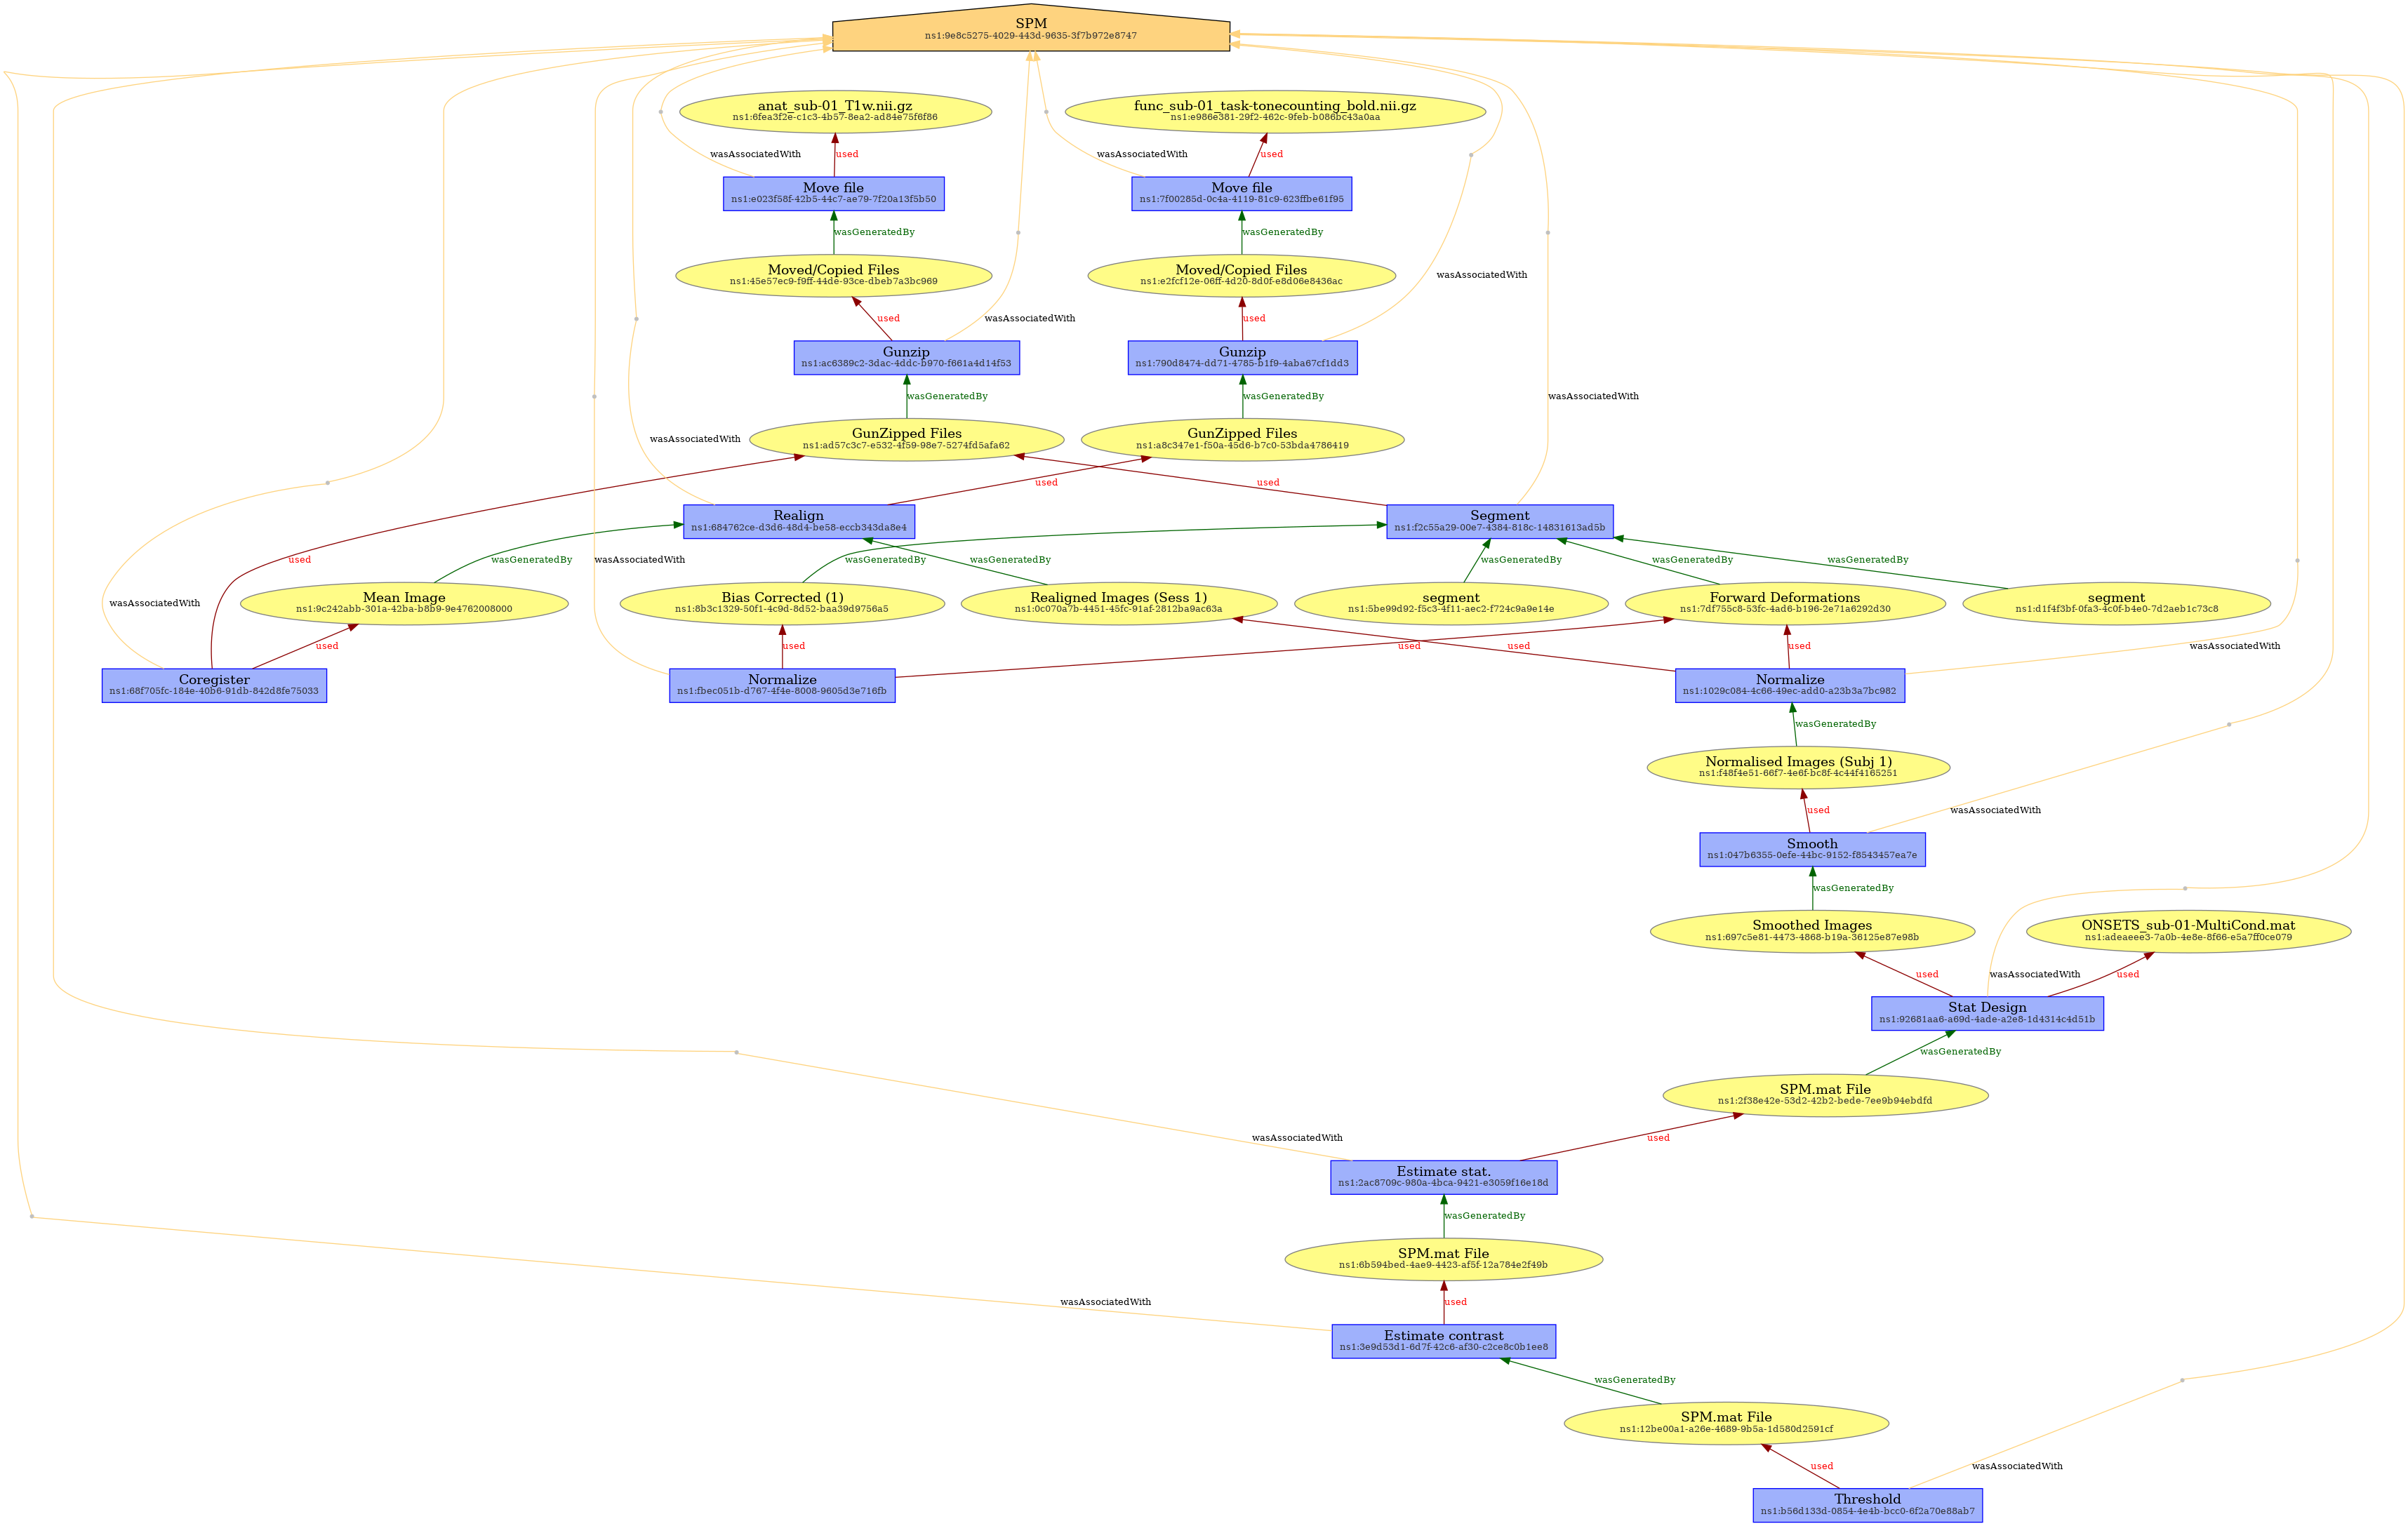 SPM
ns1:9e8c5275-4029-443d-9635-3f7b972e8747
anat_sub-01_T1w.nii.gz
ns1:6fea3f2e-c1c3-4b57-8ea2-ad84e75f6f86
func_sub-01_task-tonecounting_bold.nii.gz
ns1:e986e381-29f2-462c-9feb-b086bc43a0aa
wasAssociatedWith
used
wasAssociatedWith
used
Move file
ns1:e023f58f-42b5-44c7-ae79-7f20a13f5b50
Move file
ns1:7f00285d-0c4a-4119-81c9-623ffbe61f95
wasGeneratedBy
wasGeneratedBy
Moved/Copied Files
ns1:45e57ec9-f9ff-44de-93ce-dbeb7a3bc969
Moved/Copied Files
ns1:e2fcf12e-06ff-4d20-8d0f-e8d06e8436ac
wasAssociatedWith
used
wasAssociatedWith
used
Gunzip
ns1:ac6389c2-3dac-4ddc-b970-f661a4d14f53
Gunzip
ns1:790d8474-dd71-4785-b1f9-4aba67cf1dd3
wasGeneratedBy
wasGeneratedBy
wasAssociatedWith
GunZipped Files
ns1:ad57c3c7-e532-4f59-98e7-5274fd5afa62
GunZipped Files
ns1:a8c347e1-f50a-45d6-b7c0-53bda4786419
wasAssociatedWith
used
used
Realign
ns1:684762ce-d3d6-48d4-be58-eccb343da8e4
Segment
ns1:f2c55a29-00e7-4384-818c-14831613ad5b
used
wasGeneratedBy
wasAssociatedWith
wasGeneratedBy
wasGeneratedBy
wasGeneratedBy
wasGeneratedBy
wasGeneratedBy
wasAssociatedWith
Mean Image
ns1:9c242abb-301a-42ba-b8b9-9e4762008000
Bias Corrected (1)
ns1:8b3c1329-50f1-4c9d-8d52-baa39d9756a5
Realigned Images (Sess 1)
ns1:0c070a7b-4451-45fc-91af-2812ba9ac63a
segment
ns1:5be99d92-f5c3-4f11-aec2-f724c9a9e14e
Forward Deformations
ns1:7df755c8-53fc-4ad6-b196-2e71a6292d30
segment
ns1:d1f4f3bf-0fa3-4c0f-b4e0-7d2aeb1c73c8
used
used
used
used
used
wasAssociatedWith
Coregister
ns1:68f705fc-184e-40b6-91db-842d8fe75033
Normalize
ns1:fbec051b-d767-4f4e-8008-9605d3e716fb
Normalize
ns1:1029c084-4c66-49ec-add0-a23b3a7bc982
wasGeneratedBy
Normalised Images (Subj 1)
ns1:f48f4e51-66f7-4e6f-bc8f-4c44f4165251
used
wasAssociatedWith
Smooth
ns1:047b6355-0efe-44bc-9152-f8543457ea7e
wasGeneratedBy
Smoothed Images
ns1:697c5e81-4473-4868-b19a-36125e87e98b
ONSETS_sub-01-MultiCond.mat
ns1:adeaeee3-7a0b-4e8e-8f66-e5a7ff0ce079
used
wasAssociatedWith
used
Stat Design
ns1:92681aa6-a69d-4ade-a2e8-1d4314c4d51b
wasGeneratedBy
SPM.mat File
ns1:2f38e42e-53d2-42b2-bede-7ee9b94ebdfd
wasAssociatedWith
used
Estimate stat.
ns1:2ac8709c-980a-4bca-9421-e3059f16e18d
wasGeneratedBy
SPM.mat File
ns1:6b594bed-4ae9-4423-af5f-12a784e2f49b
wasAssociatedWith
used
Estimate contrast
ns1:3e9d53d1-6d7f-42c6-af30-c2ce8c0b1ee8
wasGeneratedBy
SPM.mat File
ns1:12be00a1-a26e-4689-9b5a-1d580d2591cf
used
wasAssociatedWith
Threshold
ns1:b56d133d-0854-4e4b-bcc0-6f2a70e88ab7